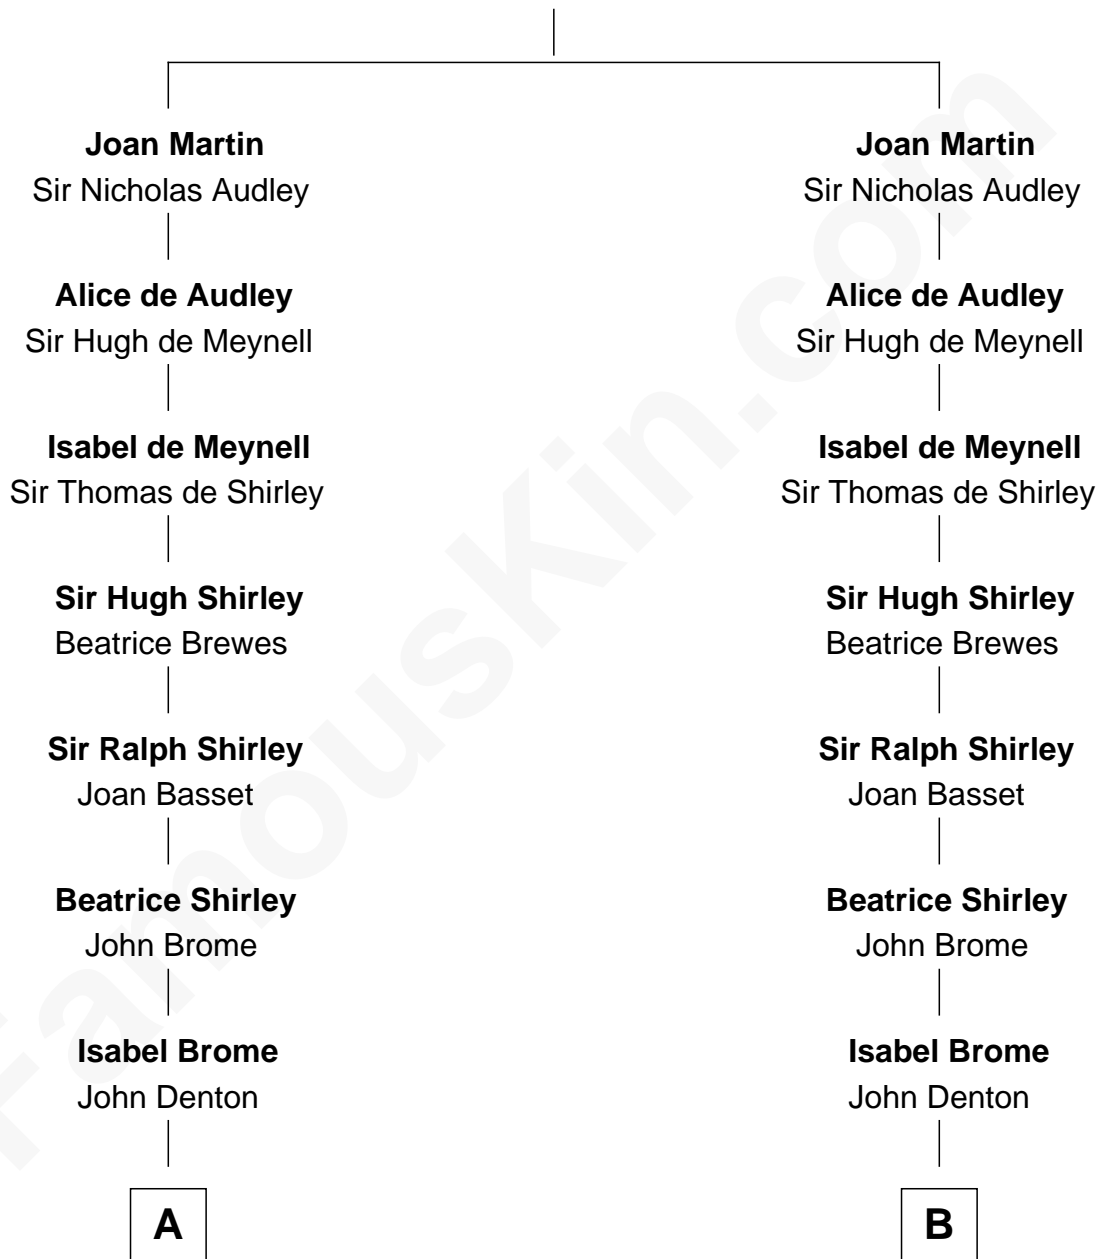 Joan Martin
Sir Nicholas Audley
Alice de Audley
Sir Hugh de Meynell
Isabel de Meynell
Sir Thomas de Shirley
Sir Hugh Shirley
Beatrice Brewes
Sir Ralph Shirley
Joan Basset
Beatrice Shirley
John Brome
Isabel Brome
John Denton
A
Joan Martin
Sir Nicholas Audley
Alice de Audley
Sir Hugh de Meynell
Isabel de Meynell
Sir Thomas de Shirley
Sir Hugh Shirley
Beatrice Brewes
Sir Ralph Shirley
Joan Basset
Beatrice Shirley
John Brome
Isabel Brome
John Denton
B
FamousKin.com